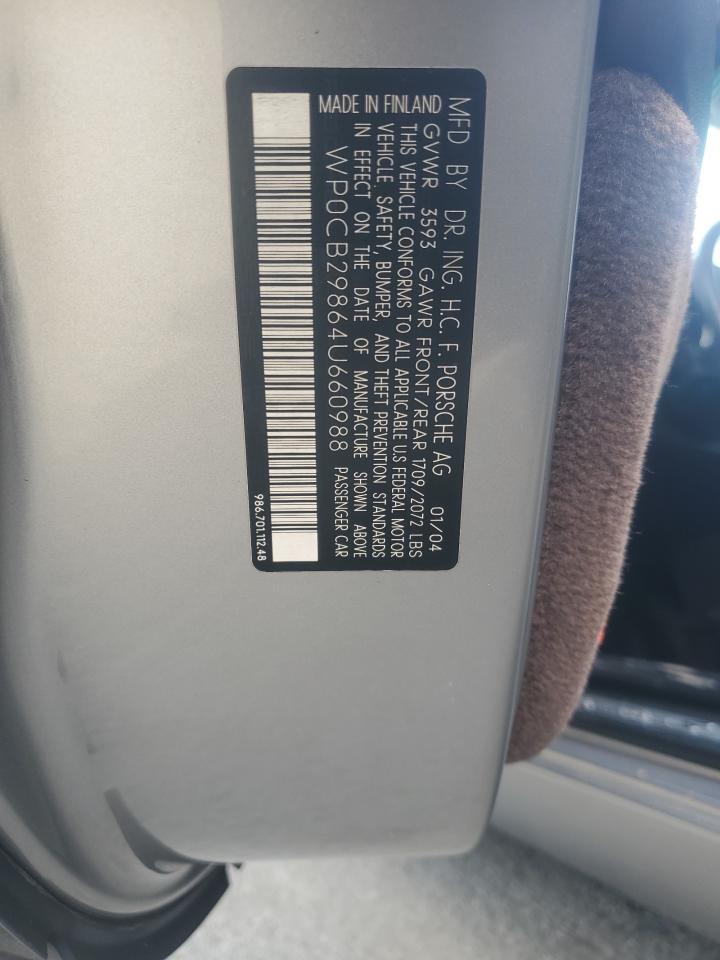 MFD BY DR. ING. H.C. F. PORSCHE AG 01/04
GVWR 3593 GAWR FRONT/REAR 1709/2072 LBS
THIS VEHICLE CONFORMS TO ALL APPLICABLE U.S FEDERAL MOTOR
VEHICLE, SAFETY, BUMPER, AND THEFT PREVENTION STANDARDS
IN EFFECT ON THE DATE OF MANUFACTURE SHOWN ABOVE
MADE IN FINLAND
WP0CB29864U660988 PASSENGER CAR
986.701.112.48